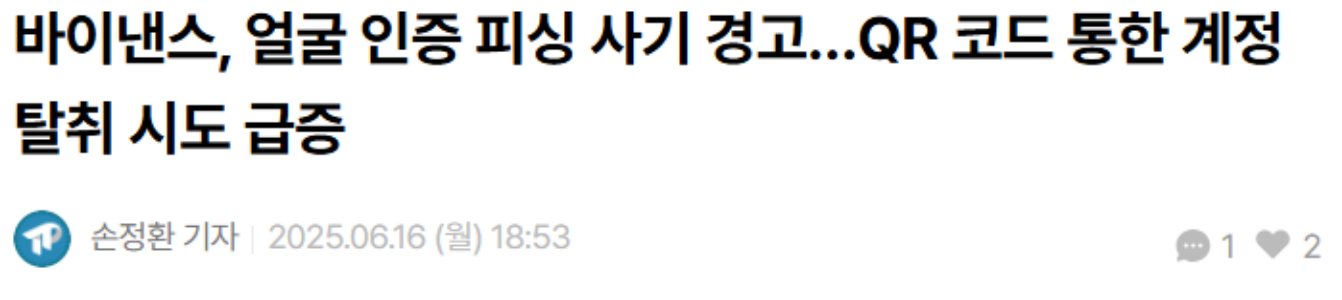 바이낸스, 얼굴 인증 피싱 사기 경고...QR 코드 통한 계정
탈취 시도 급증
손정환 기자 2025.06.16 (월) 18:53
1 2